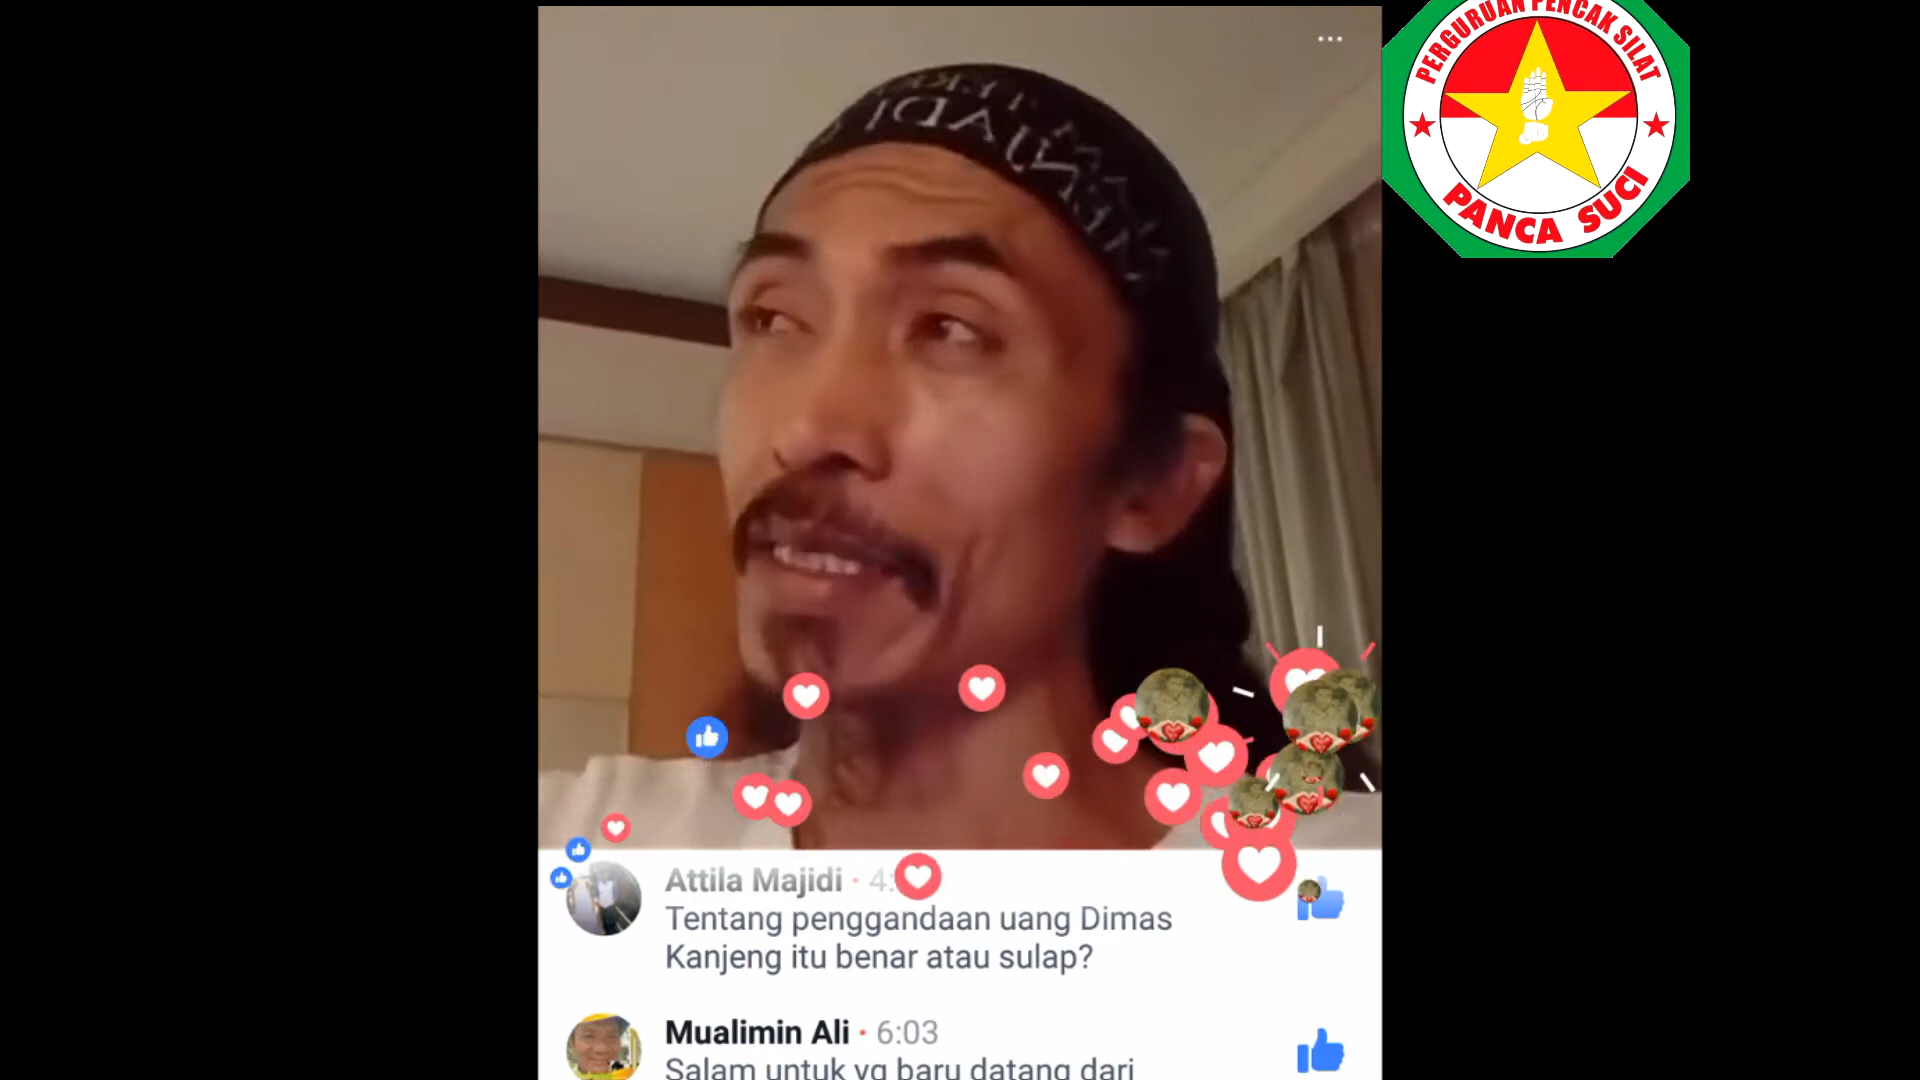 PERGURUAN PENCAK SILAT
PANCA SUCI
Attila Majidi · 4:
Tentang penggandaan uang Dimas
Kanjeng itu benar atau sulap?
Mualimin Ali · 6:03
Salam untuk yg baru datang dari